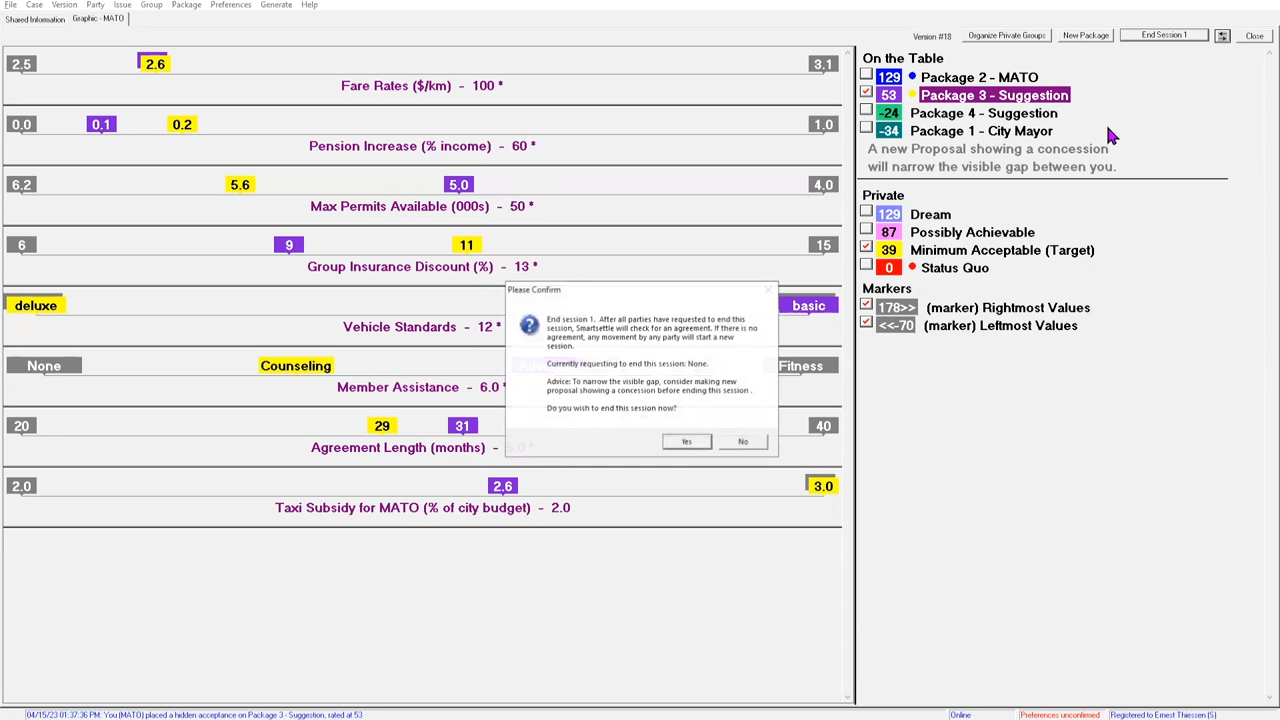 File Case Version Party Issue Group Package Preferences Generate Help
Shared Information Graphic - MATO
Version #18 Organize Private Groups New Package End Session 1 Close
2.5 2.6 3.1
Fare Rates ($/km) - 100 *
0.0 0.1 0.2 1.0
Pension Increase (% income) - 60 *
6.2 5.6 5.0 4.0
Max Permits Available (000s) - 50 *
6 9 11 15
Group Insurance Discount (%) - 13 *
deluxe basic
Vehicle Standards - 12 *
None Counseling Fitness
Member Assistance - 6.0 *
20 29 31 40
Agreement Length (months) -
2.0 2.6 3.0
Taxi Subsidy for MATO (% of city budget) - 2.0
On the Table
129 Package 2 - MATO
53 Package 3 - Suggestion
-24 Package 4 - Suggestion
-34 Package 1 - City Mayor
A new Proposal showing a concession
will narrow the visible gap between you.
Private
129 Dream
87 Possibly Achievable
39 Minimum Acceptable (Target)
0 Status Quo
Markers
178>> (marker) Rightmost Values
<<-70 (marker) Leftmost Values
Please Confirm
End session 1. After all parties have requested to end this
session, Smartsettle will check for an agreement. If there is no
agreement, any movement by any party will start a new
session.
Currently requesting to end this session: None.
Advice: To narrow the visible gap, consider making new
proposal showing a concession before ending this session .
Do you wish to end this session now?
Yes No
04/15/23 01:37:36 PM: You (MATO) placed a hidden acceptance on Package 3 - Suggestion, rated at 53
Online Preferences unconfirmed Registered to Ernest Thiessen (S)